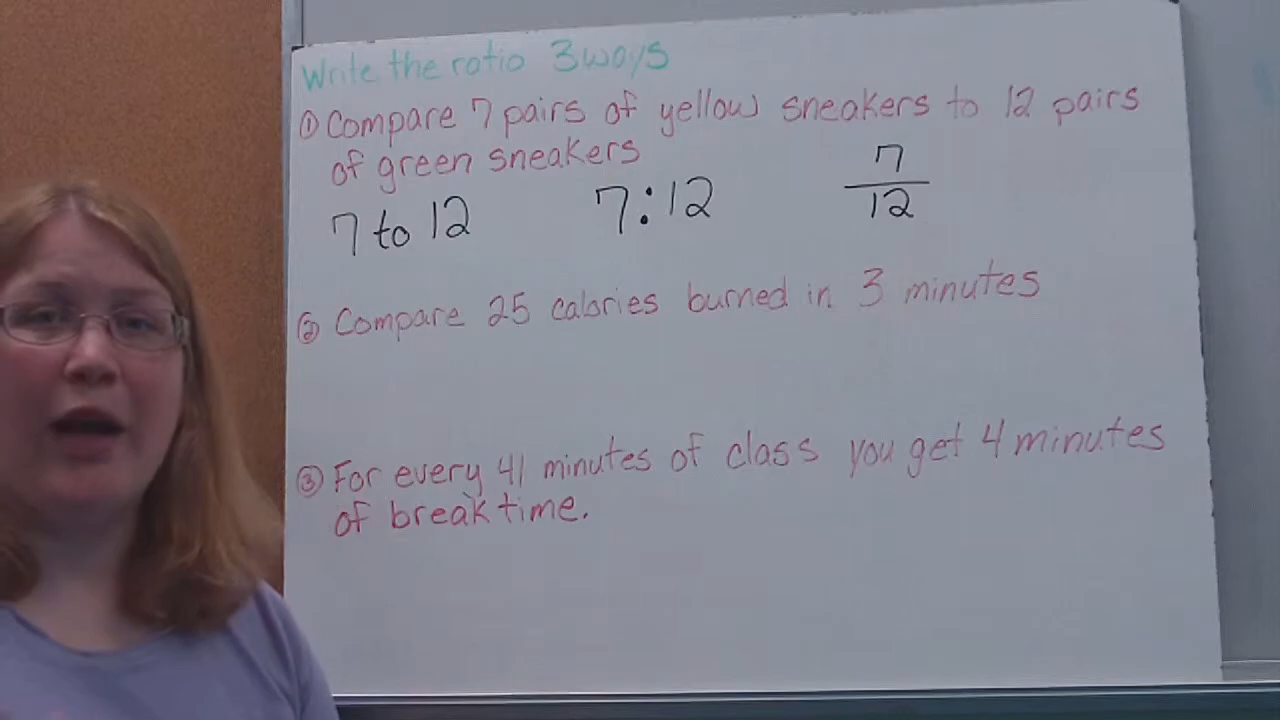 Write the ratio 3 ways
① Compare 7 pairs of yellow sneakers to 12 pairs
of green sneakers
7 to 12 7:12 7/12
② Compare 25 calories burned in 3 minutes
③ For every 41 minutes of class you get 4 minutes
of break time.